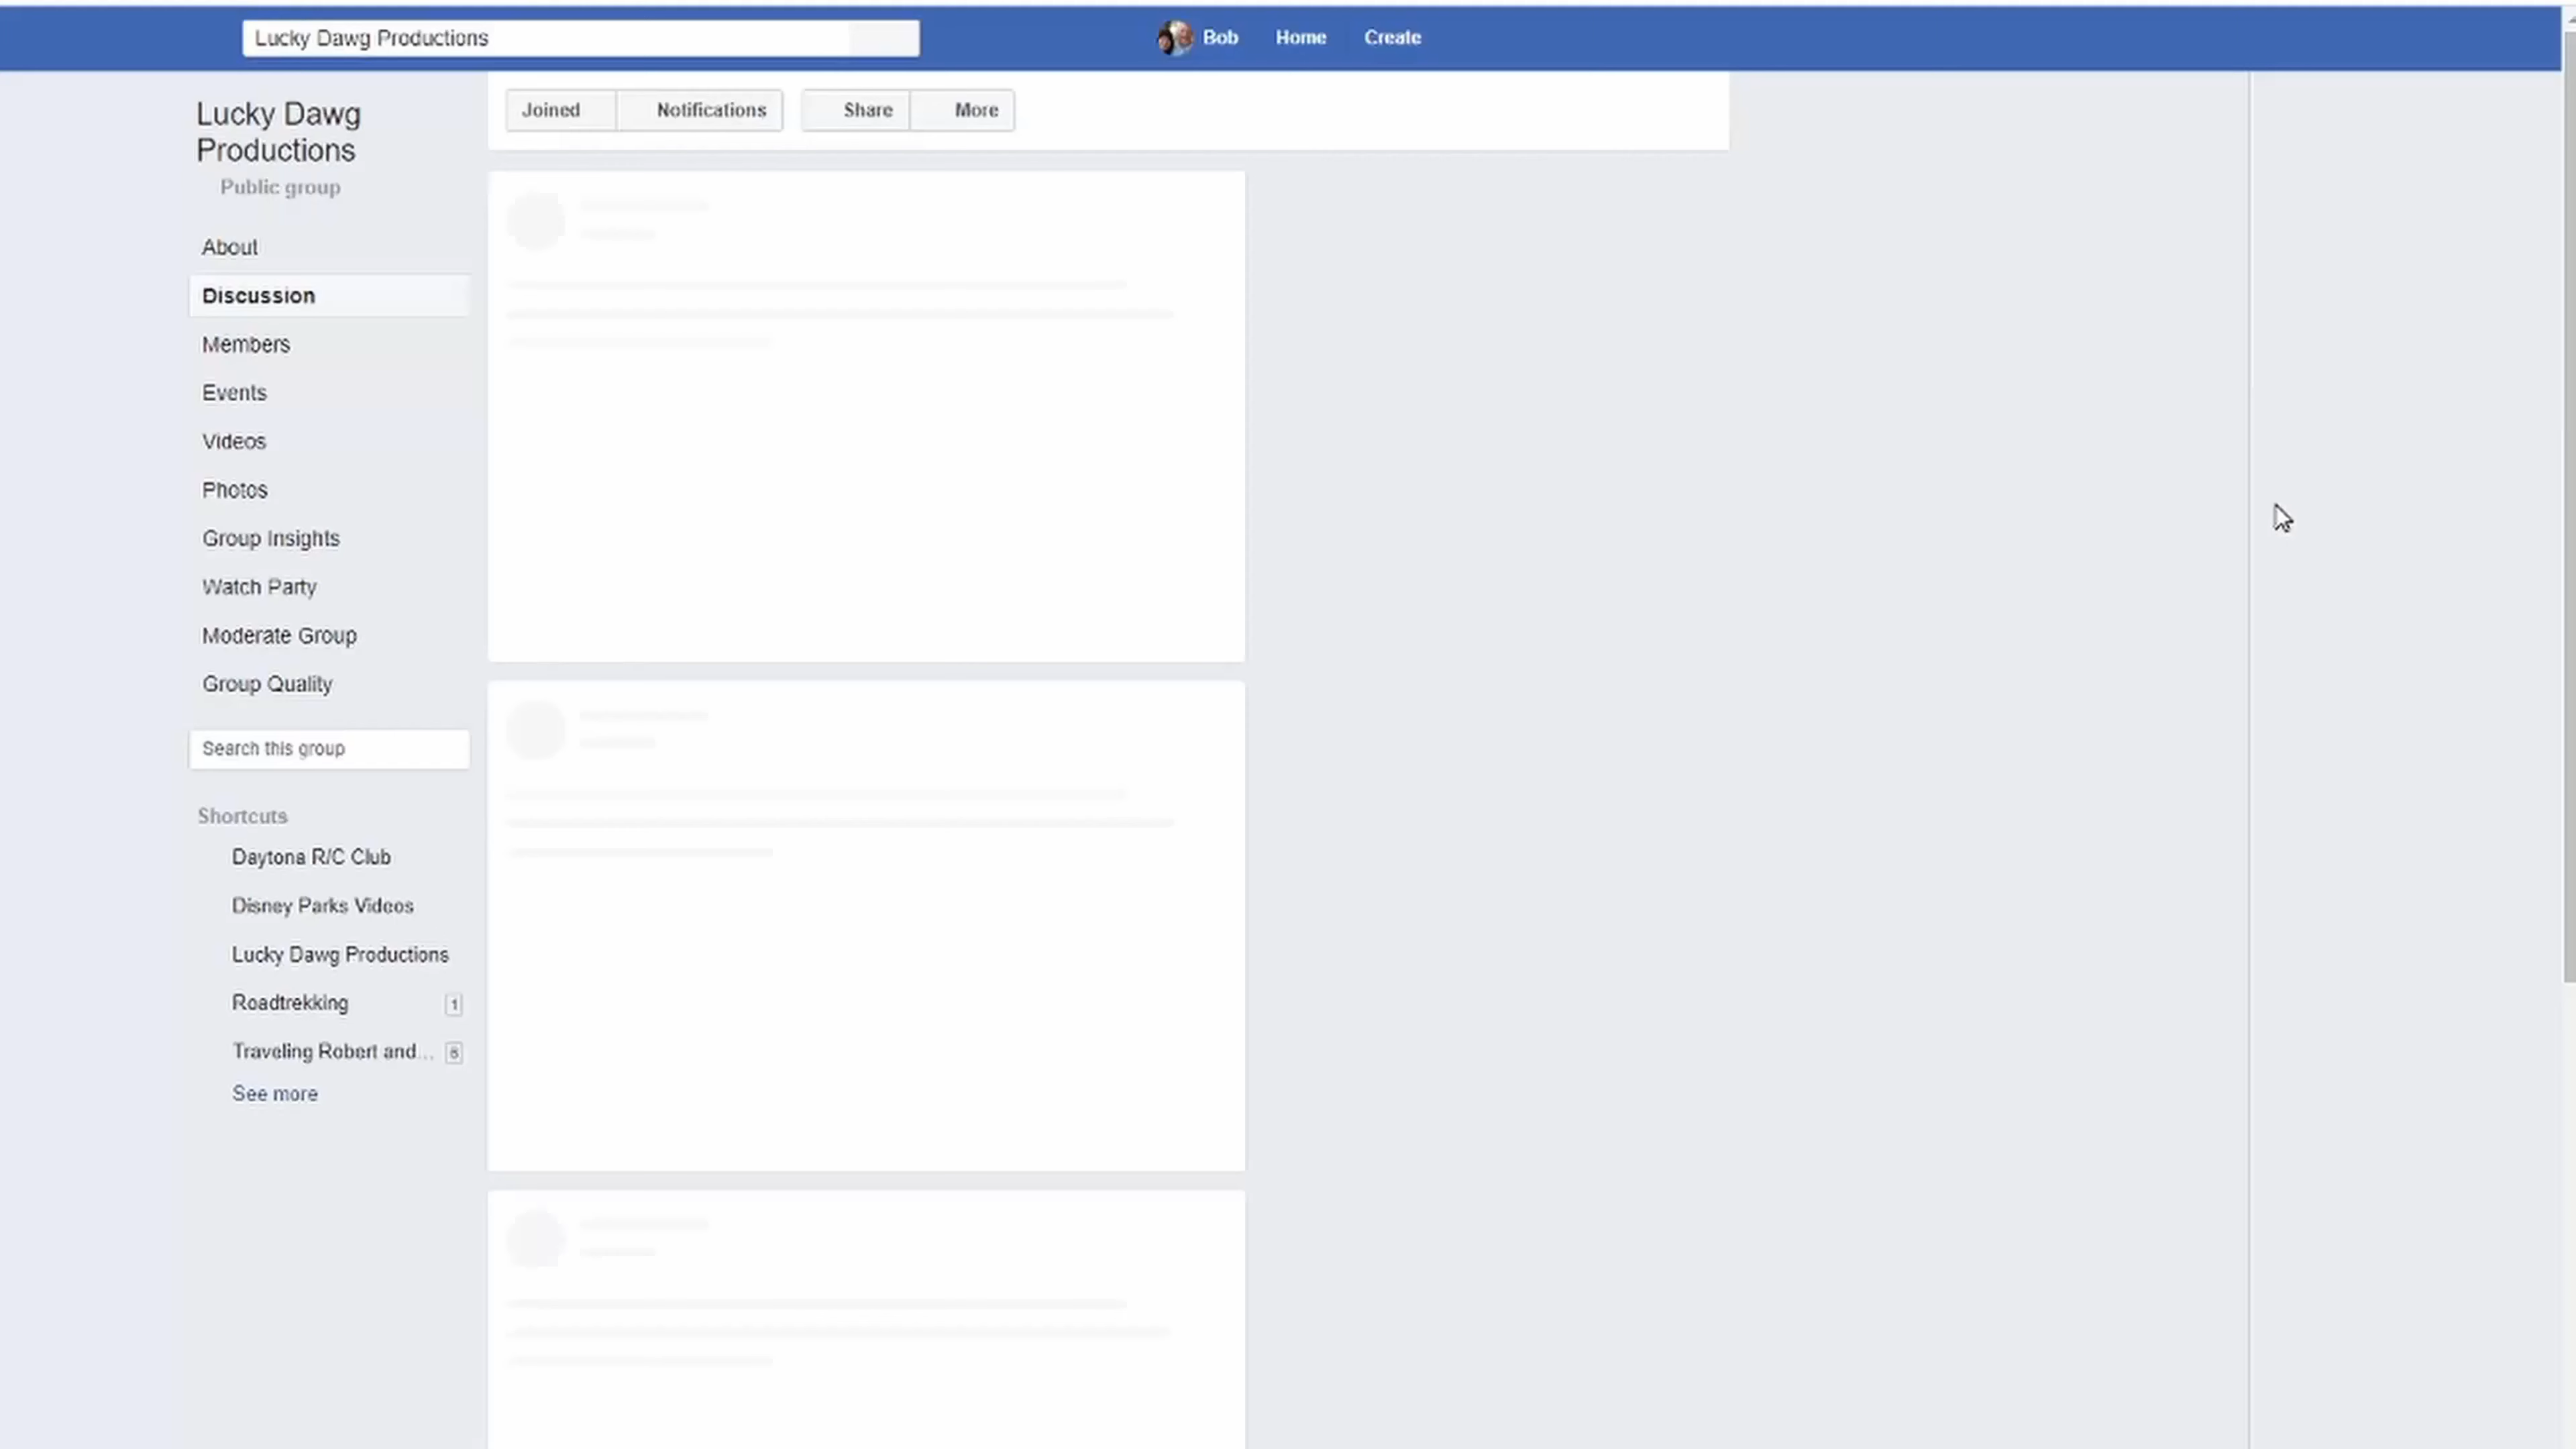 Lucky Dawg Productions
Bob Home Create
Lucky Dawg
Productions
Public group
Joined Notifications Share More
About
Discussion
Members
Events
Videos
Photos
Group Insights
Watch Party
Moderate Group
Group Quality
Search this group
Shortcuts
Daytona R/C Club
Disney Parks Videos
Lucky Dawg Productions
Roadtrekking 1
Traveling Robert and... 6
See more